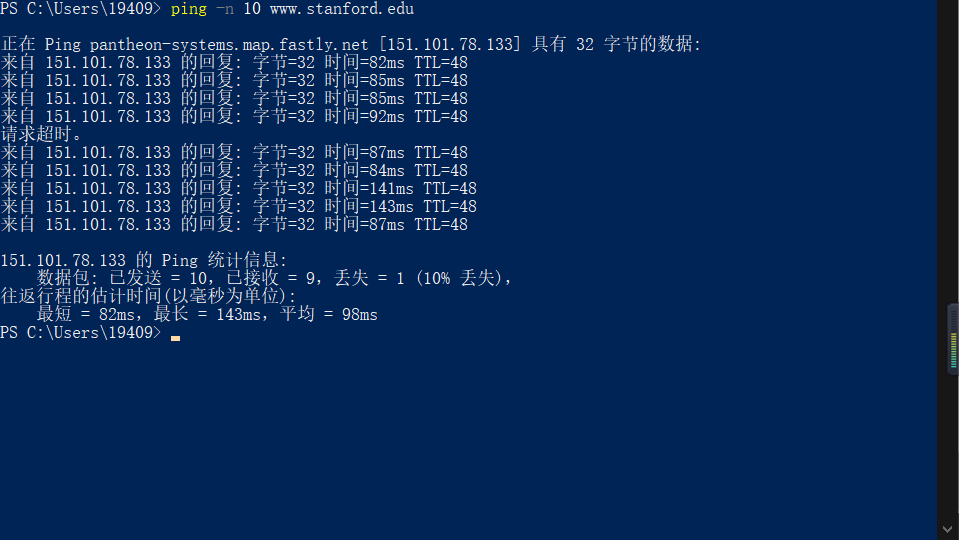 PS C:\Users\19409> ping -n 10 www.stanford.edu
正在 Ping pantheon-systems.map.fastly.net [151.101.78.133] 具有 32 字节的数据:
来自 151.101.78.133 的回复: 字节=32 时间=82ms TTL=48
来自 151.101.78.133 的回复: 字节=32 时间=85ms TTL=48
来自 151.101.78.133 的回复: 字节=32 时间=85ms TTL=48
来自 151.101.78.133 的回复: 字节=32 时间=92ms TTL=48
请求超时。
来自 151.101.78.133 的回复: 字节=32 时间=87ms TTL=48
来自 151.101.78.133 的回复: 字节=32 时间=84ms TTL=48
来自 151.101.78.133 的回复: 字节=32 时间=141ms TTL=48
来自 151.101.78.133 的回复: 字节=32 时间=143ms TTL=48
来自 151.101.78.133 的回复: 字节=32 时间=87ms TTL=48
151.101.78.133 的 Ping 统计信息:
    数据包: 已发送 = 10，已接收 = 9，丢失 = 1 (10% 丢失)，
往返行程的估计时间(以毫秒为单位):
    最短 = 82ms，最长 = 143ms，平均 = 98ms
PS C:\Users\19409>